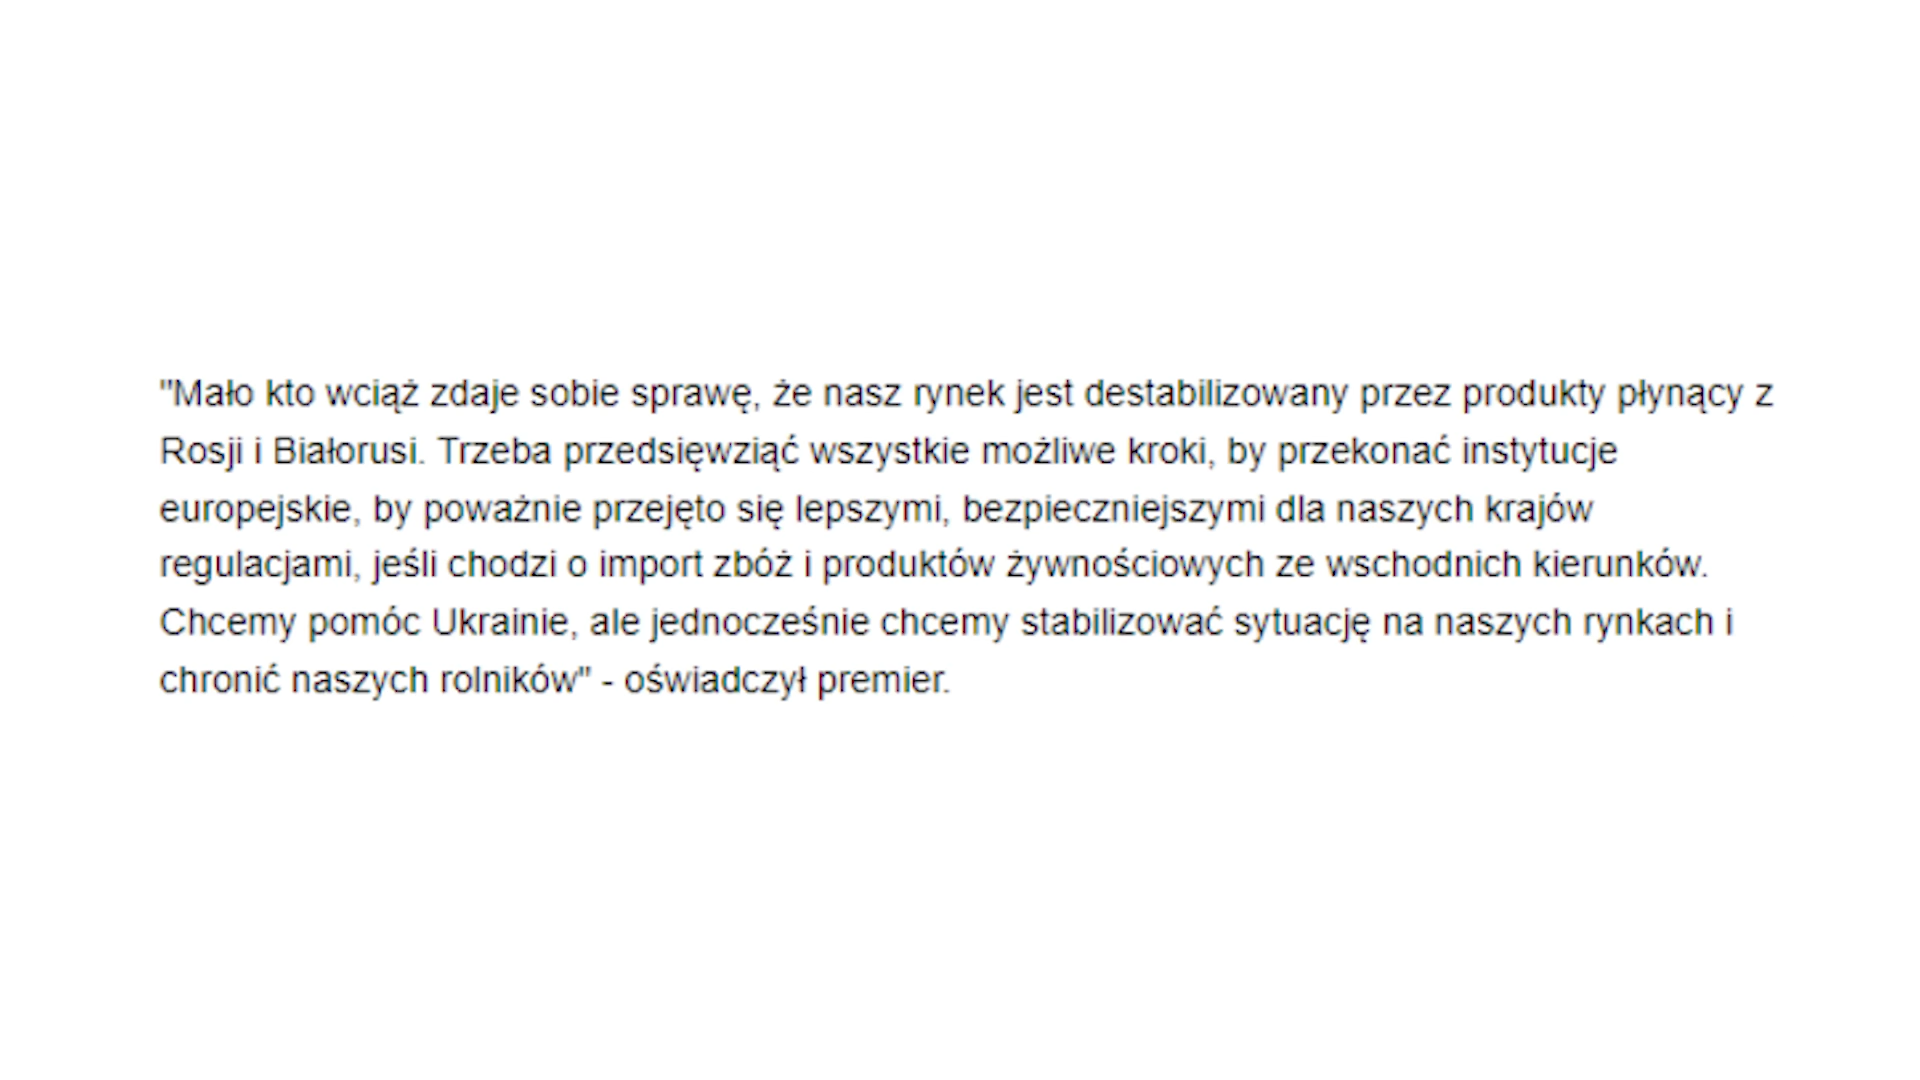 "Mało kto wciąż zdaje sobie sprawę, że nasz rynek jest destabilizowany przez produkty płynący z
Rosji i Białorusi. Trzeba przedsięwziąć wszystkie możliwe kroki, by przekonać instytucje
europejskie, by poważnie przejęto się lepszymi, bezpieczniejszymi dla naszych krajów
regulacjami, jeśli chodzi o import zbóż i produktów żywnościowych ze wschodnich kierunków.
Chcemy pomóc Ukrainie, ale jednocześnie chcemy stabilizować sytuację na naszych rynkach i
chronić naszych rolników" - oświadczył premier.